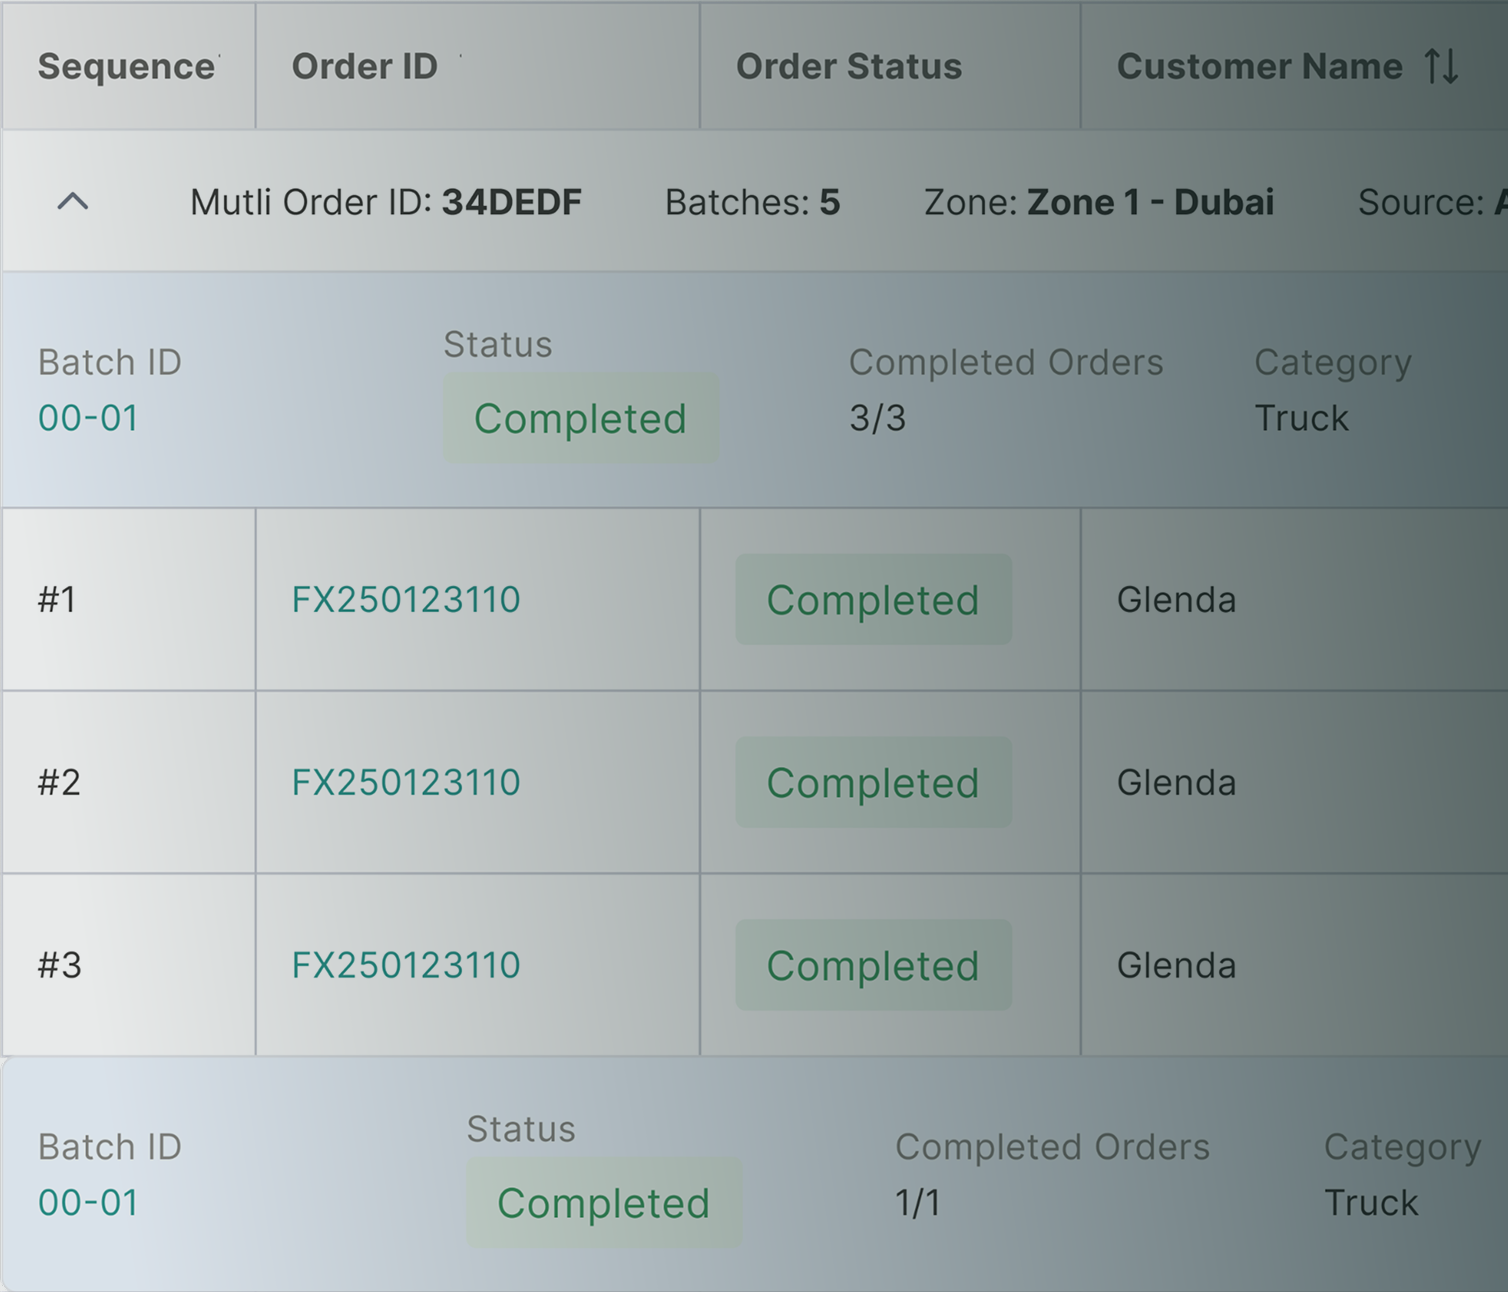 Sequence Order ID Order Status Customer Name
Mutli Order ID: 34DEDF Batches: 5 Zone: Zone 1 - Dubai Source:
Batch ID Status Completed Orders Category
00-01 Completed 3/3 Truck
#1 FX250123110 Completed Glenda
#2 FX250123110 Completed Glenda
#3 FX250123110 Completed Glenda
Batch ID Status Completed Orders Category
00-01 Completed 1/1 Truck